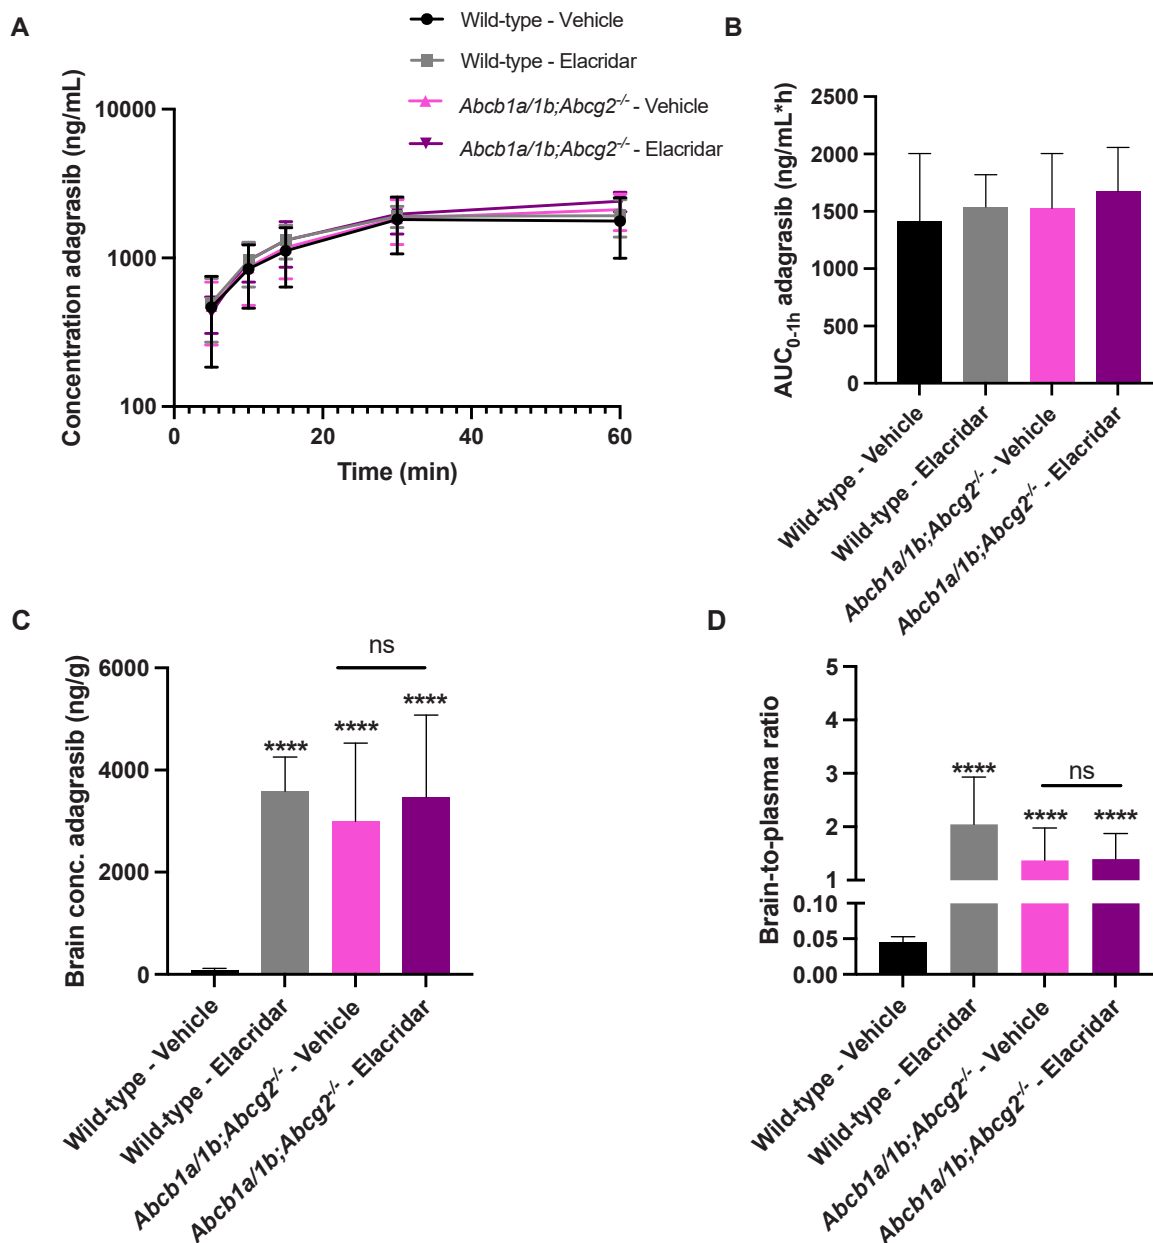 A
Wild-type - Vehicle
Wild-type - Elacridar
Abcb1a/1b;Abcg2-/- - Vehicle
Abcb1a/1b;Abcg2-/- - Elacridar
Concentration adagrasib (ng/mL)
10000
1000
100
0
20
40
60
Time (min)
B
AUC0-1h adagrasib (ng/mL*h)
2500
2000
1500
1000
500
0
Wild-type - Vehicle
Wild-type - Elacridar
Abcb1a/1b;Abcg2-/- - Vehicle
Abcb1a/1b;Abcg2-/- - Elacridar
C
Brain conc. adagrasib (ng/g)
6000
4000
2000
0
ns
****
****
****
Wild-type - Vehicle
Wild-type - Elacridar
Abcb1a/1b;Abcg2-/- - Vehicle
Abcb1a/1b;Abcg2-/- - Elacridar
D
Brain-to-plasma ratio
5
4
3
2
1
0.10
0.05
0.00
****
ns
****
****
Wild-type - Vehicle
Wild-type - Elacridar
Abcb1a/1b;Abcg2-/- - Vehicle
Abcb1a/1b;Abcg2-/- - Elacridar